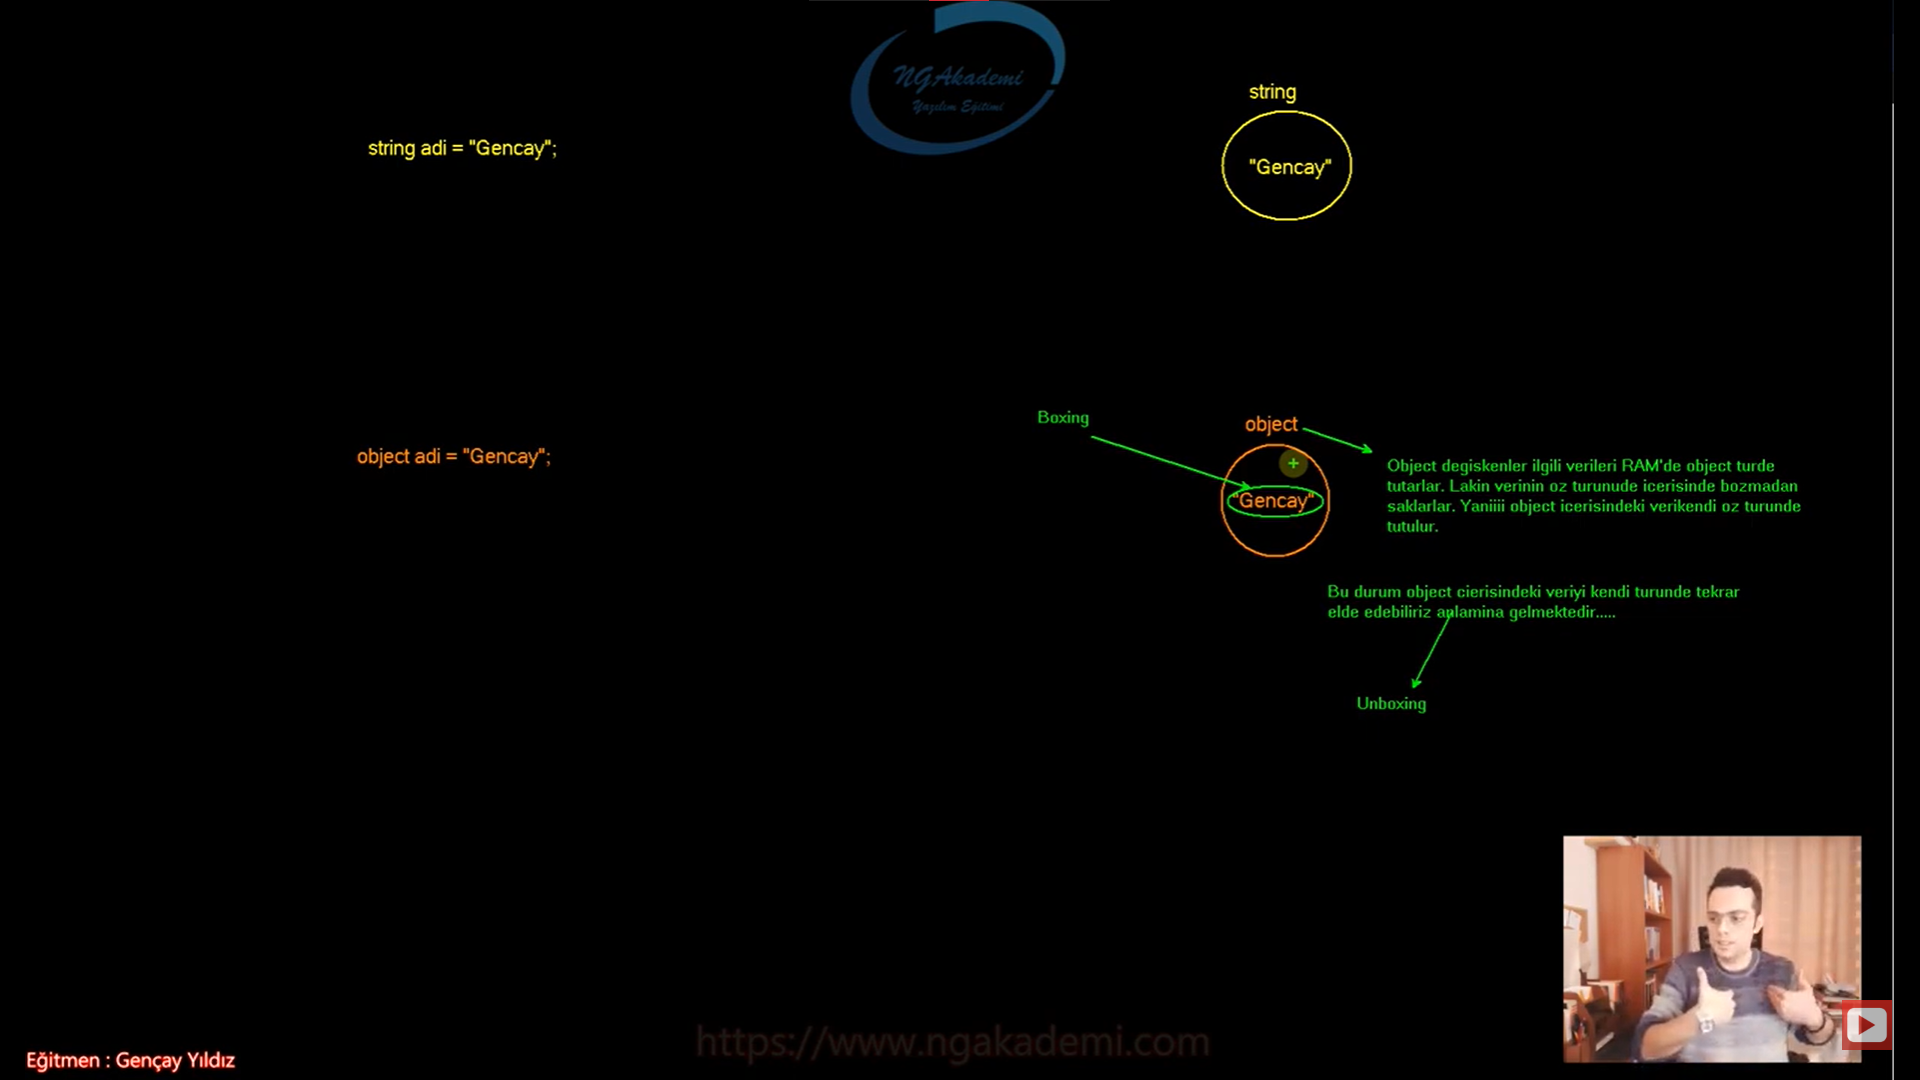 NGAkademi
Yazılım Eğitimi
string
string adi = "Gencay";
"Gencay"
Boxing
object
object adi = "Gencay";
"Gencay"
Object degiskenler ilgili verileri RAM'de object turde
tutarlar. Lakin verinin oz turunude icerisinde bozmadan
saklarlar. Yaniiii object icerisindeki verikendi oz turunde
tutulur.
Bu durum object cierisindeki veriyi kendi turunde tekrar
elde edebiliriz anlamina gelmektedir.....
Unboxing
https://www.ngakademi.com
Eğitmen : Gençay Yıldız